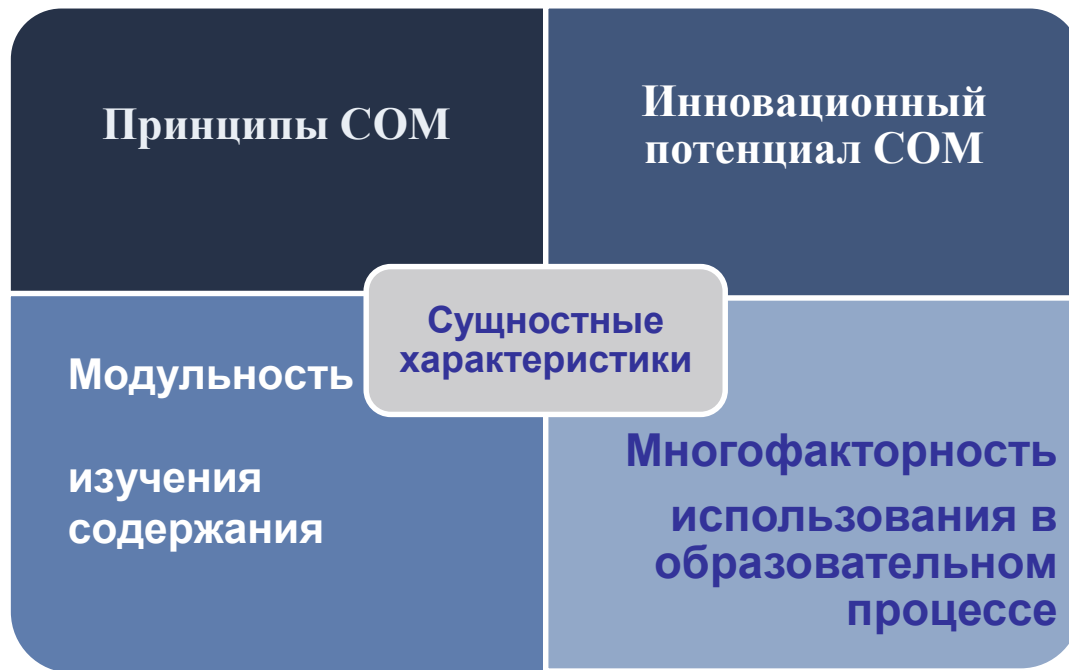 Принципы СОМ
Инновационный
потенциал СОМ
Сущностные
характеристики
Модульность
изучения
содержания
Многофакторность
использования в
образовательном
процессе